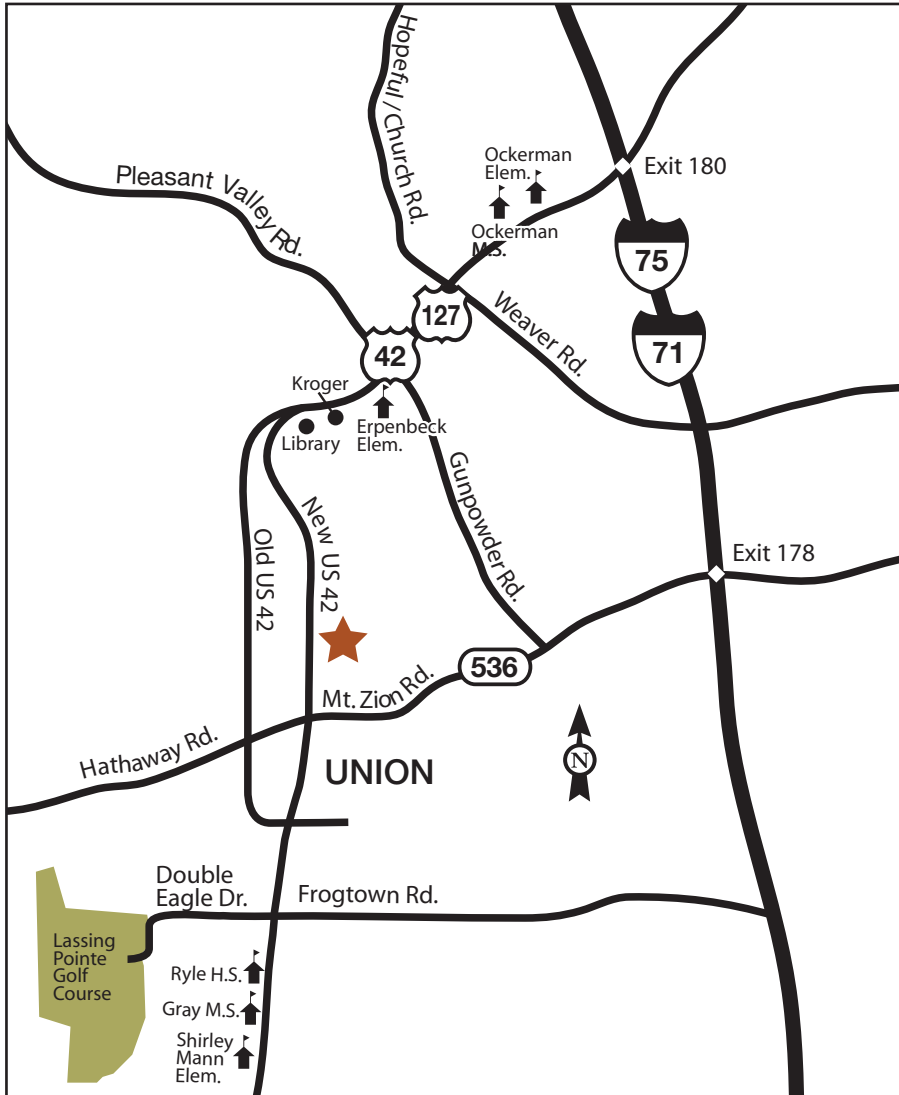 Hopeful/Church Rd.
Ockerman
Elem.
Exit 180
Pleasant Valley Rd.
Ockerman
M.S.
75
127
Weaver Rd.
71
42
Kroger
Library
Erpenbeck
Elem.
Gunpowder Rd.
New US 42
Old US 42
Exit 178
536
Mt. Zion Rd.
Hathaway Rd.
UNION
N
Double
Eagle Dr.
Frogtown Rd.
Lassing
Pointe
Golf
Course
Ryle H.S.
Gray M.S.
Shirley
Mann
Elem.